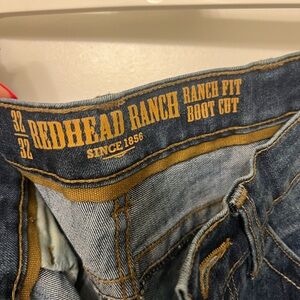 32
32
REDHEAD RANCH
SINCE 1856
RANCH FIT
BOOT CUT